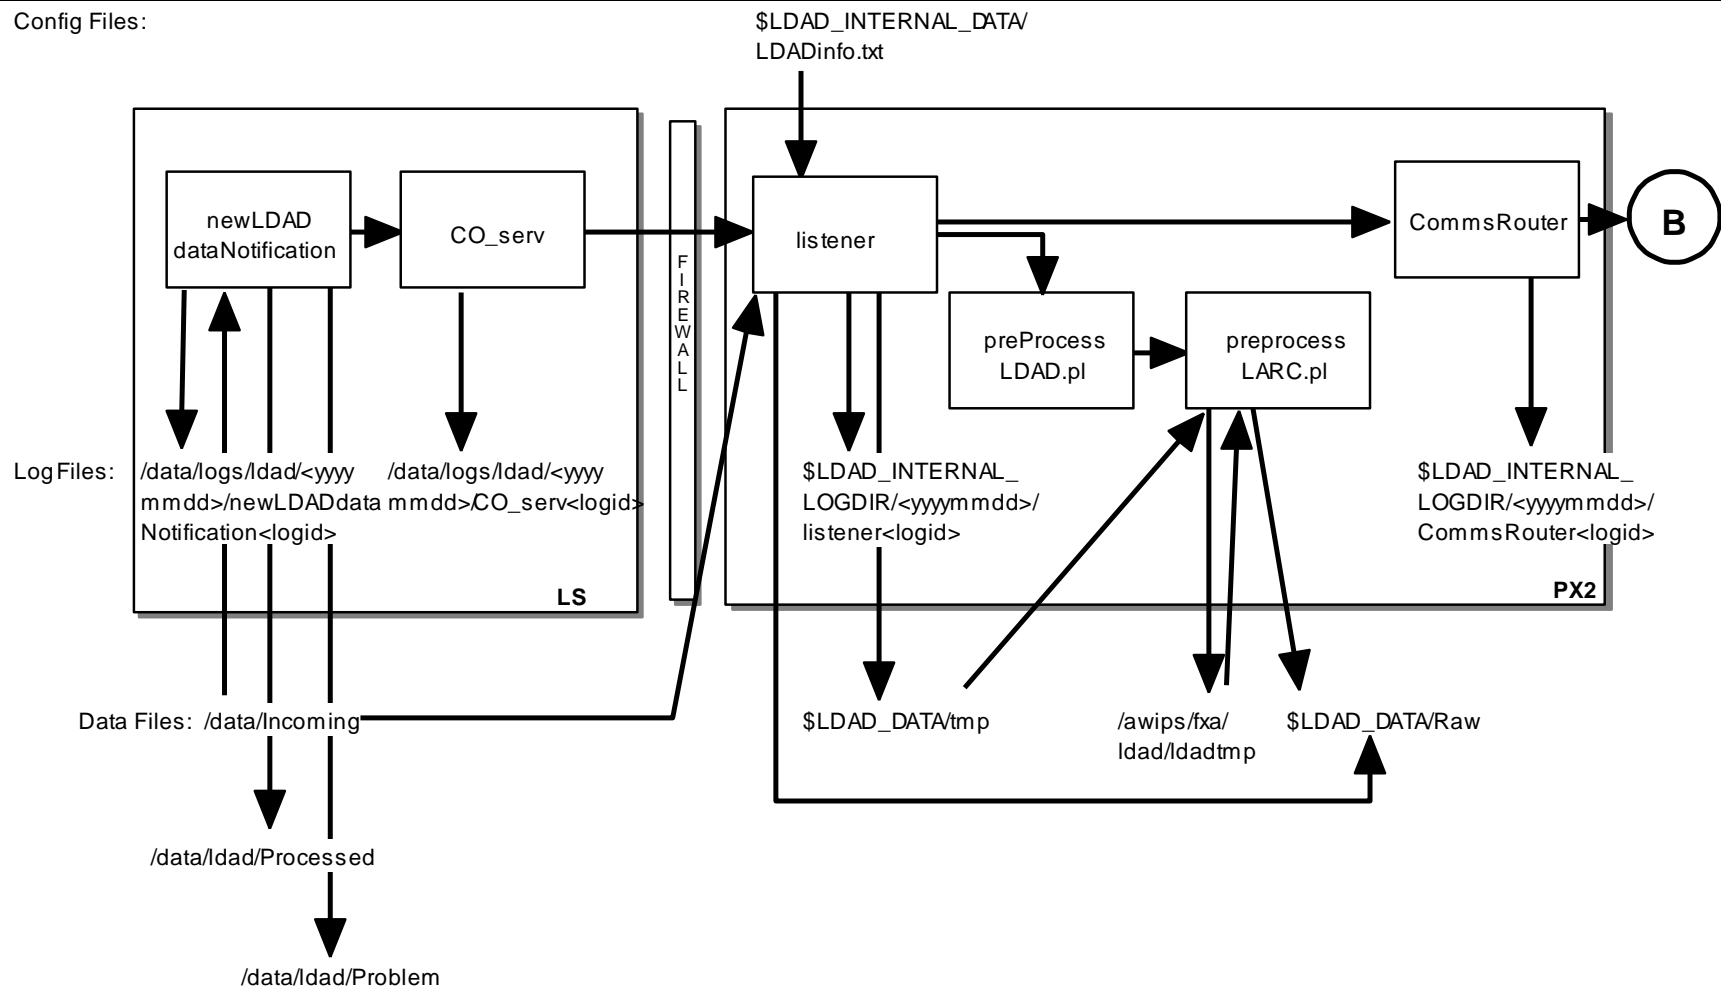 Config Files:
$LDAD_INTERNAL_DATA/
LDADinfo.txt
newLDAD
dataNotification
CO_serv
FIREWALL
listener
CommsRouter
B
preProcess
LDAD.pl
preprocess
LARC.pl
Log Files:
/data/logs/ldad/<yyyy
mmdd>/newLDADdata
Notification<logid>
/data/logs/ldad/<yyyy
mmdd>/CO_serv<logid>
$LDAD_INTERNAL_
LOGDIR/<yyyymmdd>/
listener<logid>
$LDAD_INTERNAL_
LOGDIR/<yyyymmdd>/
CommsRouter<logid>
LS
PX2
Data Files: /data/Incoming
$LDAD_DATA/tmp
/awips/fxa/
ldad/ldadtmp
$LDAD_DATA/Raw
/data/ldad/Processed
/data/ldad/Problem